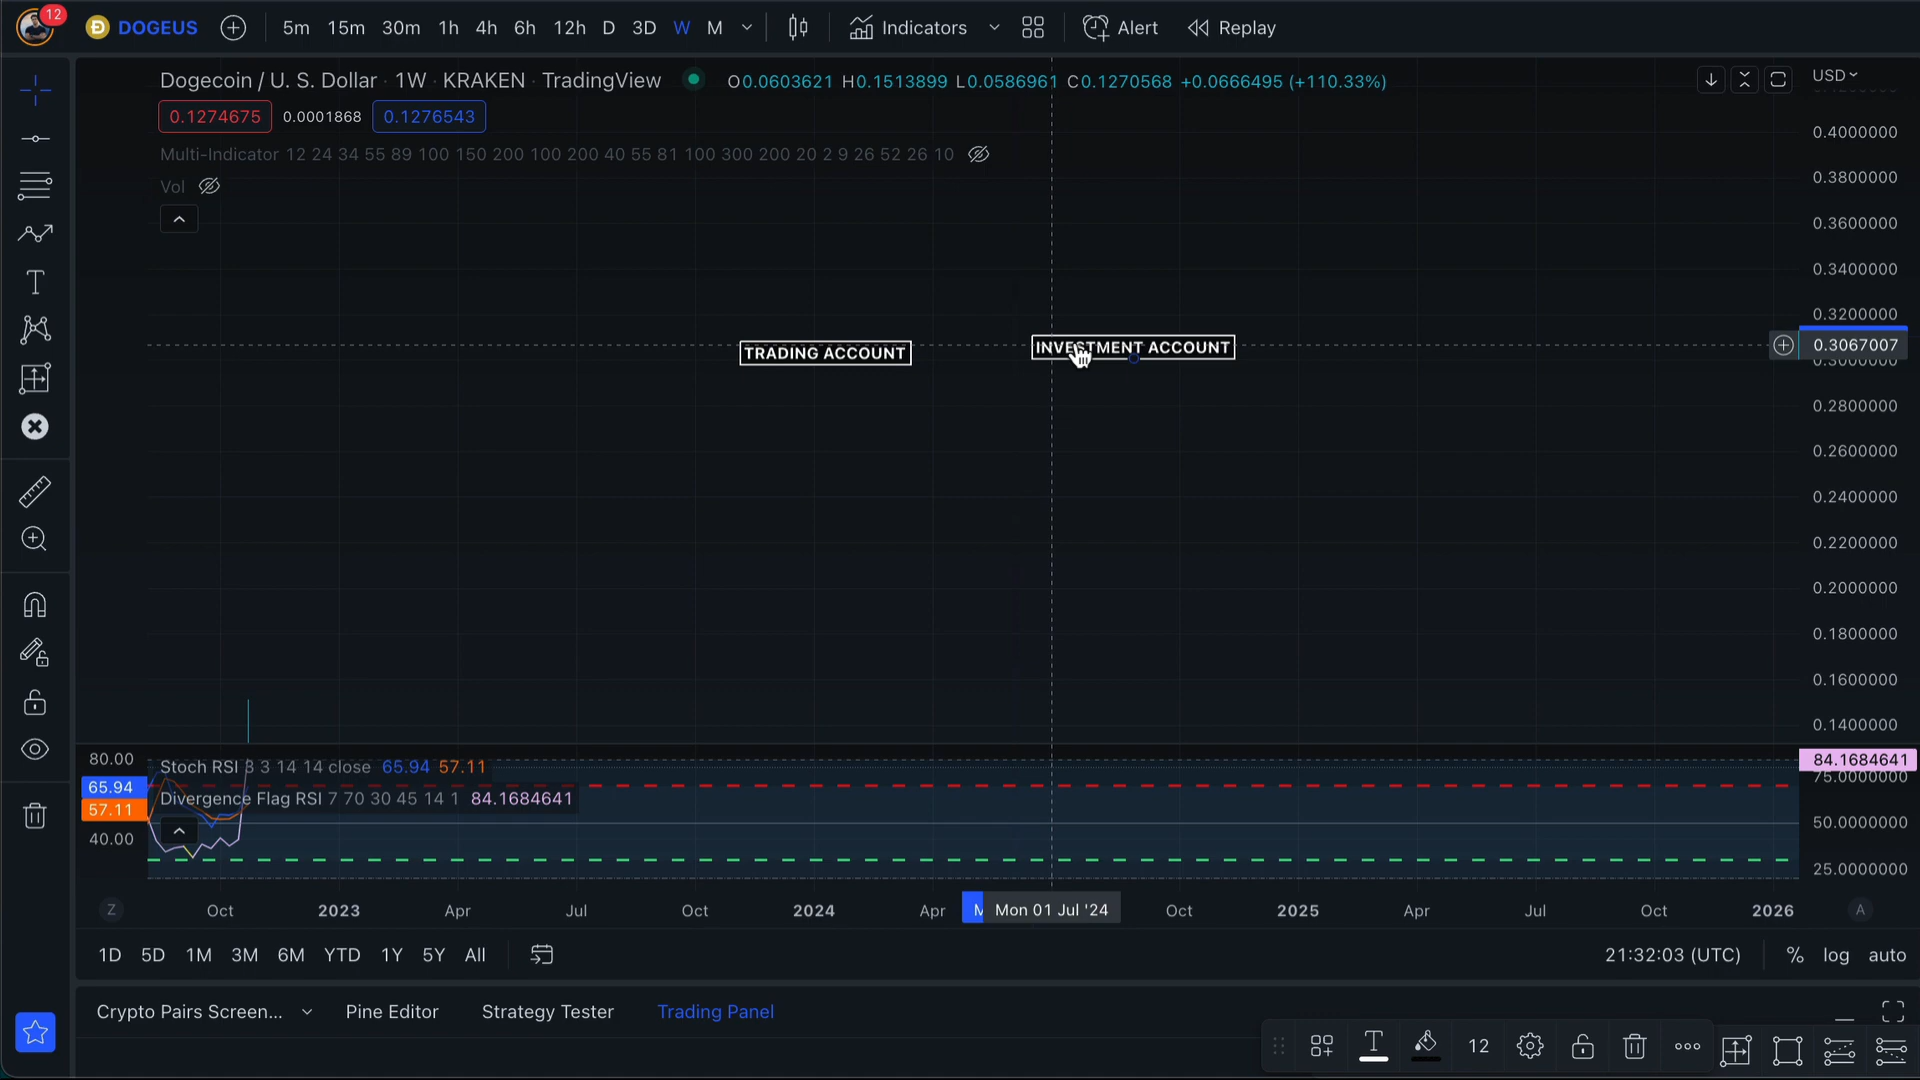 12 DOGEUS 5m 15m 30m 1h 4h 6h 12h D 3D W M Indicators Alert Replay
Dogecoin / U. S. Dollar · 1W · KRAKEN · TradingView O0.0603621 H0.1513899 L0.0586961 C0.1270568 +0.0666495 (+110.33%) USD
0.1274675 0.0001868 0.1276543
Multi-Indicator 12 24 34 55 89 100 150 200 100 200 40 55 81 100 300 200 20 2 9 26 52 26 10
Vol
0.4000000
0.3800000
0.3600000
0.3400000
0.3200000
0.3067007
0.3000000
TRADING ACCOUNT
INVESTMENT ACCOUNT
0.2800000
0.2600000
0.2400000
0.2200000
0.2000000
0.1800000
0.1600000
0.1400000
80.00 Stoch RSI 3 3 14 14 close 65.94 57.11 84.1684641
75.0000000
65.94
Divergence Flag RSI 7 70 30 45 14 1 84.1684641
57.11
50.0000000
40.00
25.0000000
Z Oct 2023 Apr Jul Oct 2024 Apr M Mon 01 Jul '24 Oct 2025 Apr Jul Oct 2026 A
1D 5D 1M 3M 6M YTD 1Y 5Y All 21:32:03 (UTC) % log auto
Crypto Pairs Screen... Pine Editor Strategy Tester Trading Panel
T 12